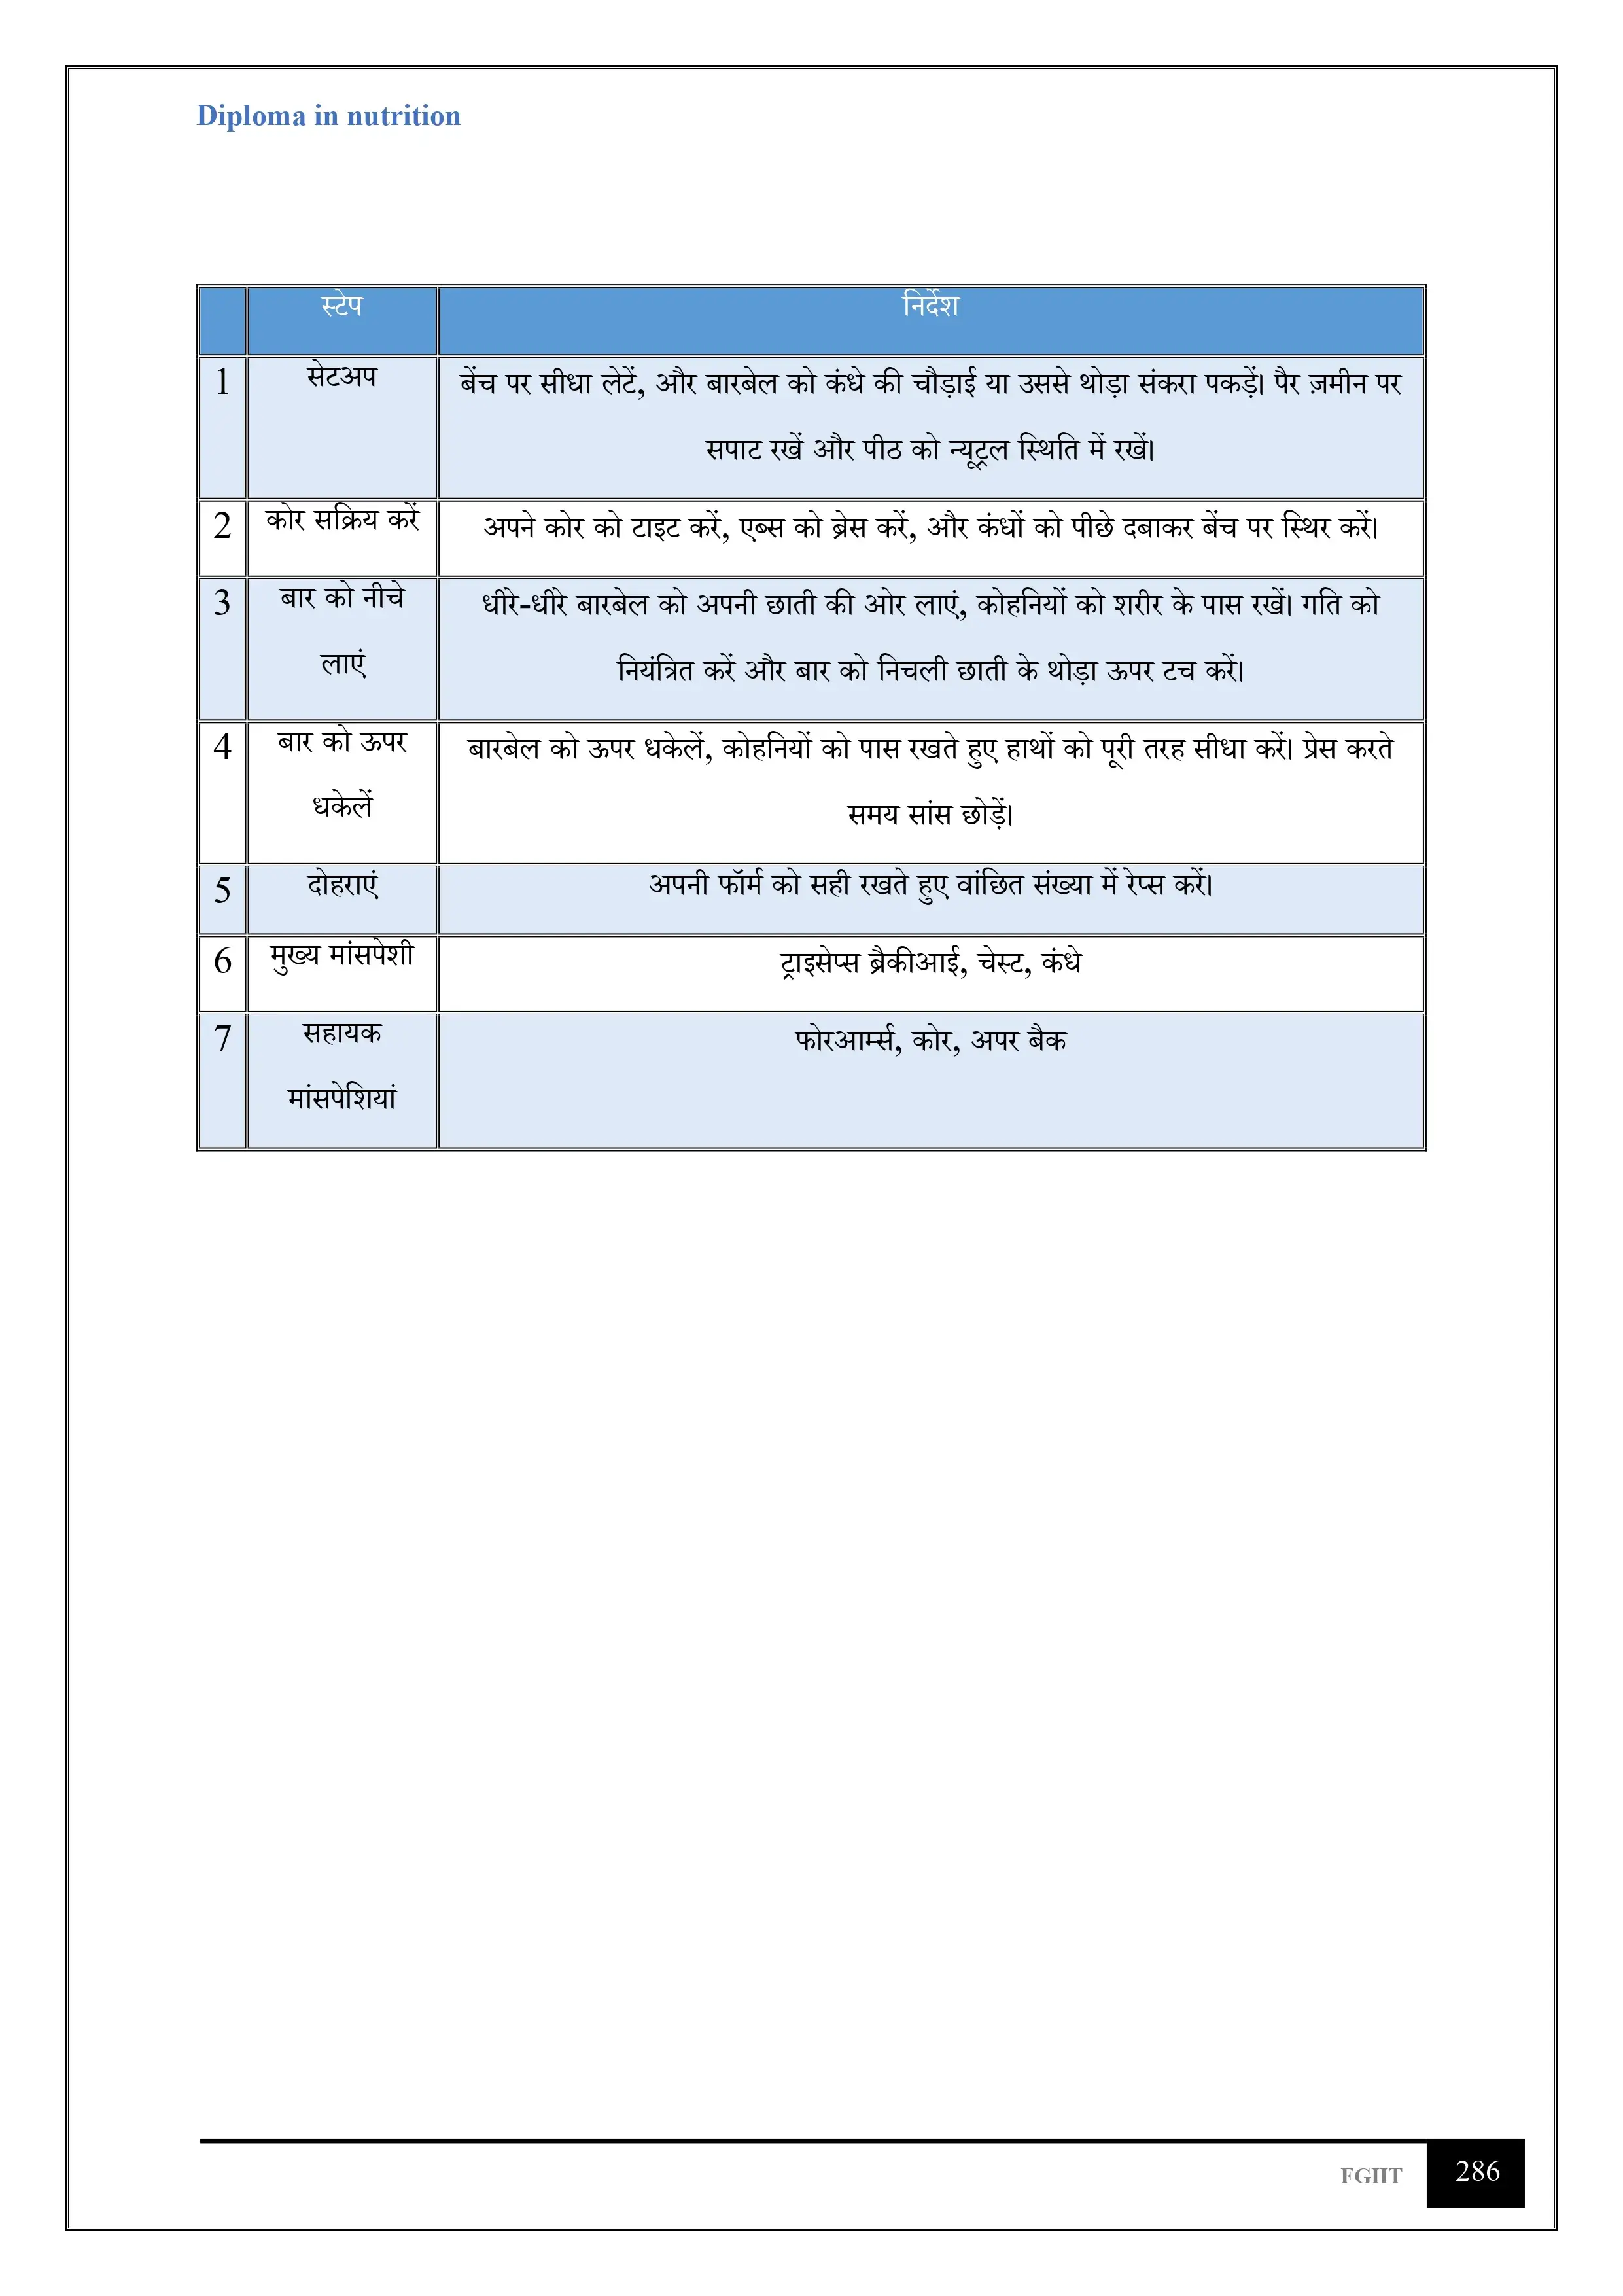 Diploma in nutrition
स्टेप निर्देश
1 सेटअप बेंच पर सीधा लेटें, और बारबेल को कंधे की चौड़ाई या उससे थोड़ा संकरा पकड़ें। पैर ज़मीन पर
सपाट रखें और पीठ को न्यूट्रल स्थिति में रखें।
2 कोर सक्रिय करें अपने कोर को टाइट करें, एब्स को ब्रेस करें, और कंधों को पीछे दबाकर बेंच पर स्थिर करें।
3 बार को नीचे धीरे-धीरे बारबेल को अपनी छाती की ओर लाएं, कोहनियों को शरीर के पास रखें। गति को
लाएं नियंत्रित करें और बार को निचली छाती के थोड़ा ऊपर टच करें।
4 बार को ऊपर बारबेल को ऊपर धकेलें, कोहनियों को पास रखते हुए हाथों को पूरी तरह सीधा करें। प्रेस करते
धकेलें समय सांस छोड़ें।
5 दोहराएं अपनी फॉर्म को सही रखते हुए वांछित संख्या में रेप्स करें।
6 मुख्य मांसपेशी ट्राइसेप्स ब्रैकीआई, चेस्ट, कंधे
7 सहायक फोरआर्म्स, कोर, अपर बैक
मांसपेशियां
FGIIT 286